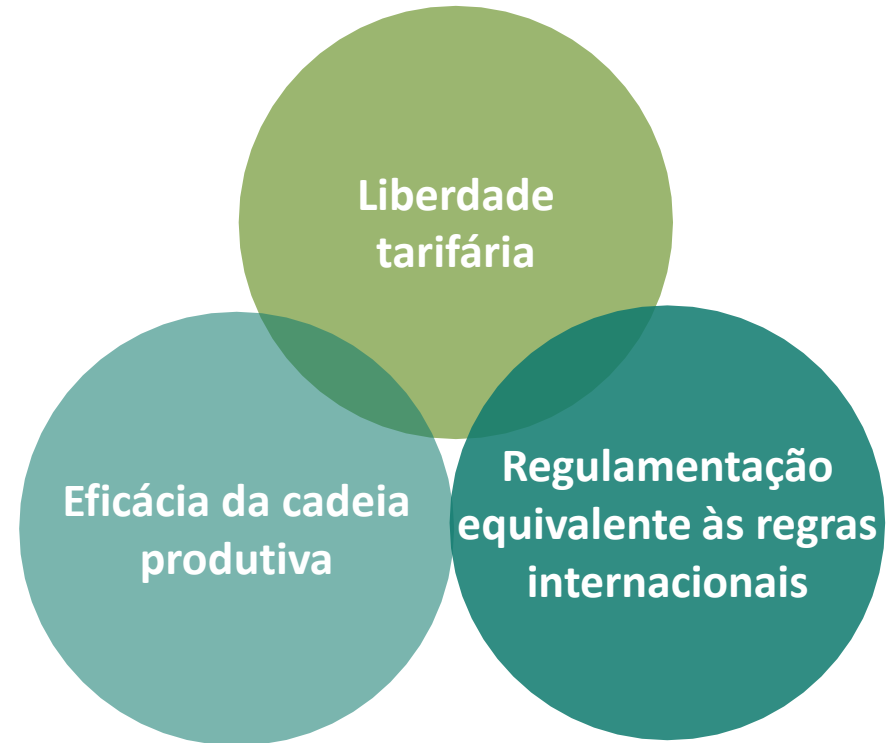 Liberdade
tarifária
Eficácia da cadeia
produtiva
Regulamentação
equivalente às regras
internacionais